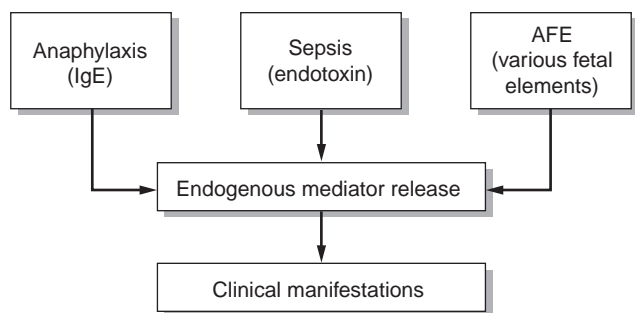 Anaphylaxis
(IgE)
Sepsis
(endotoxin)
AFE
(various fetal
elements)
Endogenous mediator release
Clinical manifestations